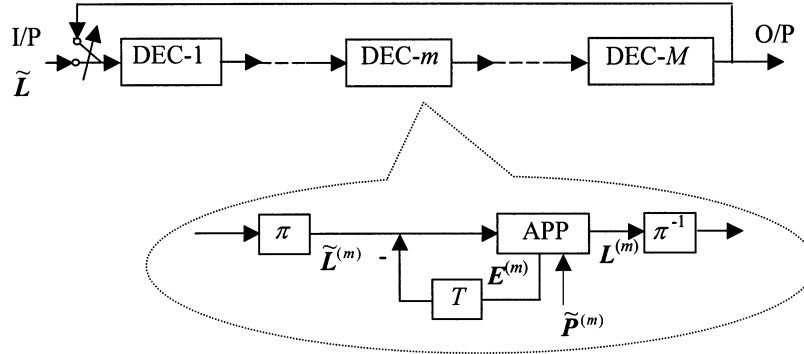 I/P
O/P
L̃
DEC-1
DEC-m
DEC-M
π
L̃^(m)
-
APP
L^(m)
π^-1
E^(m)
T
P̃^(m)